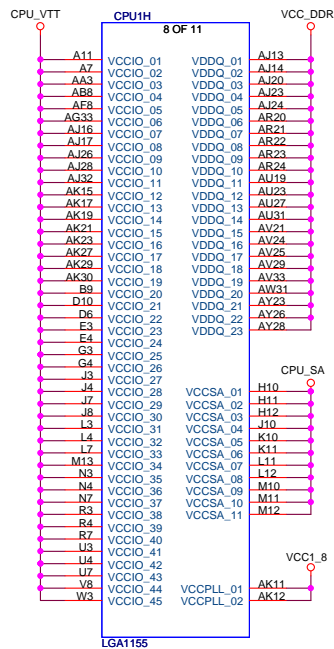 CPU_VTT CPU1H VCC_DDR
8 OF 11
A11 VCCIO_01 VDDQ_01 AJ13
A7 VCCIO_02 VDDQ_02 AJ14
AA3 VCCIO_03 VDDQ_03 AJ20
AB8 VCCIO_04 VDDQ_04 AJ23
AF8 VCCIO_05 VDDQ_05 AJ24
AG33 VCCIO_06 VDDQ_06 AR20
AJ16 VCCIO_07 VDDQ_07 AR21
AJ17 VCCIO_08 VDDQ_08 AR22
AJ26 VCCIO_09 VDDQ_09 AR23
AJ28 VCCIO_10 VDDQ_10 AR24
AJ32 VCCIO_11 VDDQ_11 AU19
AK15 VCCIO_12 VDDQ_12 AU23
AK17 VCCIO_13 VDDQ_13 AU27
AK19 VCCIO_14 VDDQ_14 AU31
AK21 VCCIO_15 VDDQ_15 AV21
AK23 VCCIO_16 VDDQ_16 AV24
AK27 VCCIO_17 VDDQ_17 AV25
AK29 VCCIO_18 VDDQ_18 AV29
AK30 VCCIO_19 VDDQ_19 AV33
B9 VCCIO_20 VDDQ_20 AW31
D10 VCCIO_21 VDDQ_21 AY23
D6 VCCIO_22 VDDQ_22 AY26
E3 VCCIO_23 VDDQ_23 AY28
E4 VCCIO_24
G3 VCCIO_25
G4 VCCIO_26 CPU_SA
J3 VCCIO_27
J4 VCCIO_28 VCCSA_01 H10
J7 VCCIO_29 VCCSA_02 H11
J8 VCCIO_30 VCCSA_03 H12
L3 VCCIO_31 VCCSA_04 J10
L4 VCCIO_32 VCCSA_05 K10
L7 VCCIO_33 VCCSA_06 K11
M13 VCCIO_34 VCCSA_07 L11
N3 VCCIO_35 VCCSA_08 L12
N4 VCCIO_36 VCCSA_09 M10
N7 VCCIO_37 VCCSA_10 M11
R3 VCCIO_38 VCCSA_11 M12
R4 VCCIO_39
R7 VCCIO_40
U3 VCCIO_41 VCC1_8
U4 VCCIO_42
U7 VCCIO_43
V8 VCCIO_44 VCCPLL_01 AK11
W3 VCCIO_45 VCCPLL_02 AK12
LGA1155